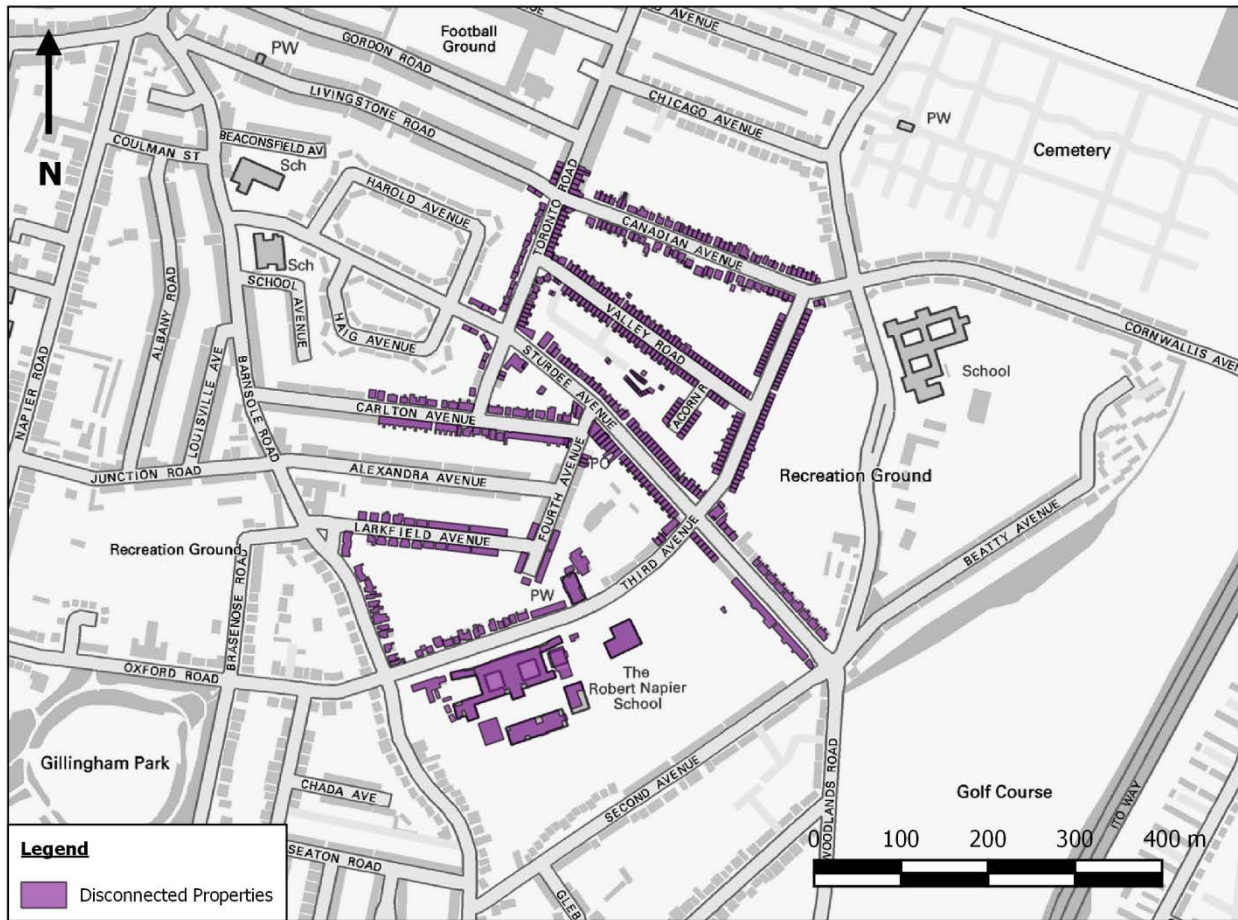 AVENUE
PW
GORDON ROAD
Football
Ground
LIVINGSTONE ROAD
CHICAGO AVENUE
PW
Cemetery
N
COULMAN ST
BEACONSFIELD AV
Sch
HAROLD AVENUE
TORONTO ROAD
CANADIAN AVENUE
Sch
SCHOOL AVENUE
HAIG AVENUE
ALBANY ROAD
VALLEY ROAD
CORNWALLIS AVEN
School
NAPIER ROAD
LOUISVILLE AVE
BARNSOLE ROAD
STURDEE AVENUE
ACORN R
CARLTON AVENUE
SPO
JUNCTION ROAD
ALEXANDRA AVENUE
FOURTH AVENUE
Recreation Ground
LARKFIELD AVENUE
Recreation Ground
THIRD AVENUE
BEATTY AVENUE
PW
BRASENOSE ROAD
OXFORD ROAD
The
Robert Napier
School
Gillingham Park
CHADA AVE
SECOND AVENUE
WOODLANDS ROAD
Golf Course
ITO WAY
0 100 200 300 400 m
SEATON ROAD
GLEB
Legend
Disconnected Properties